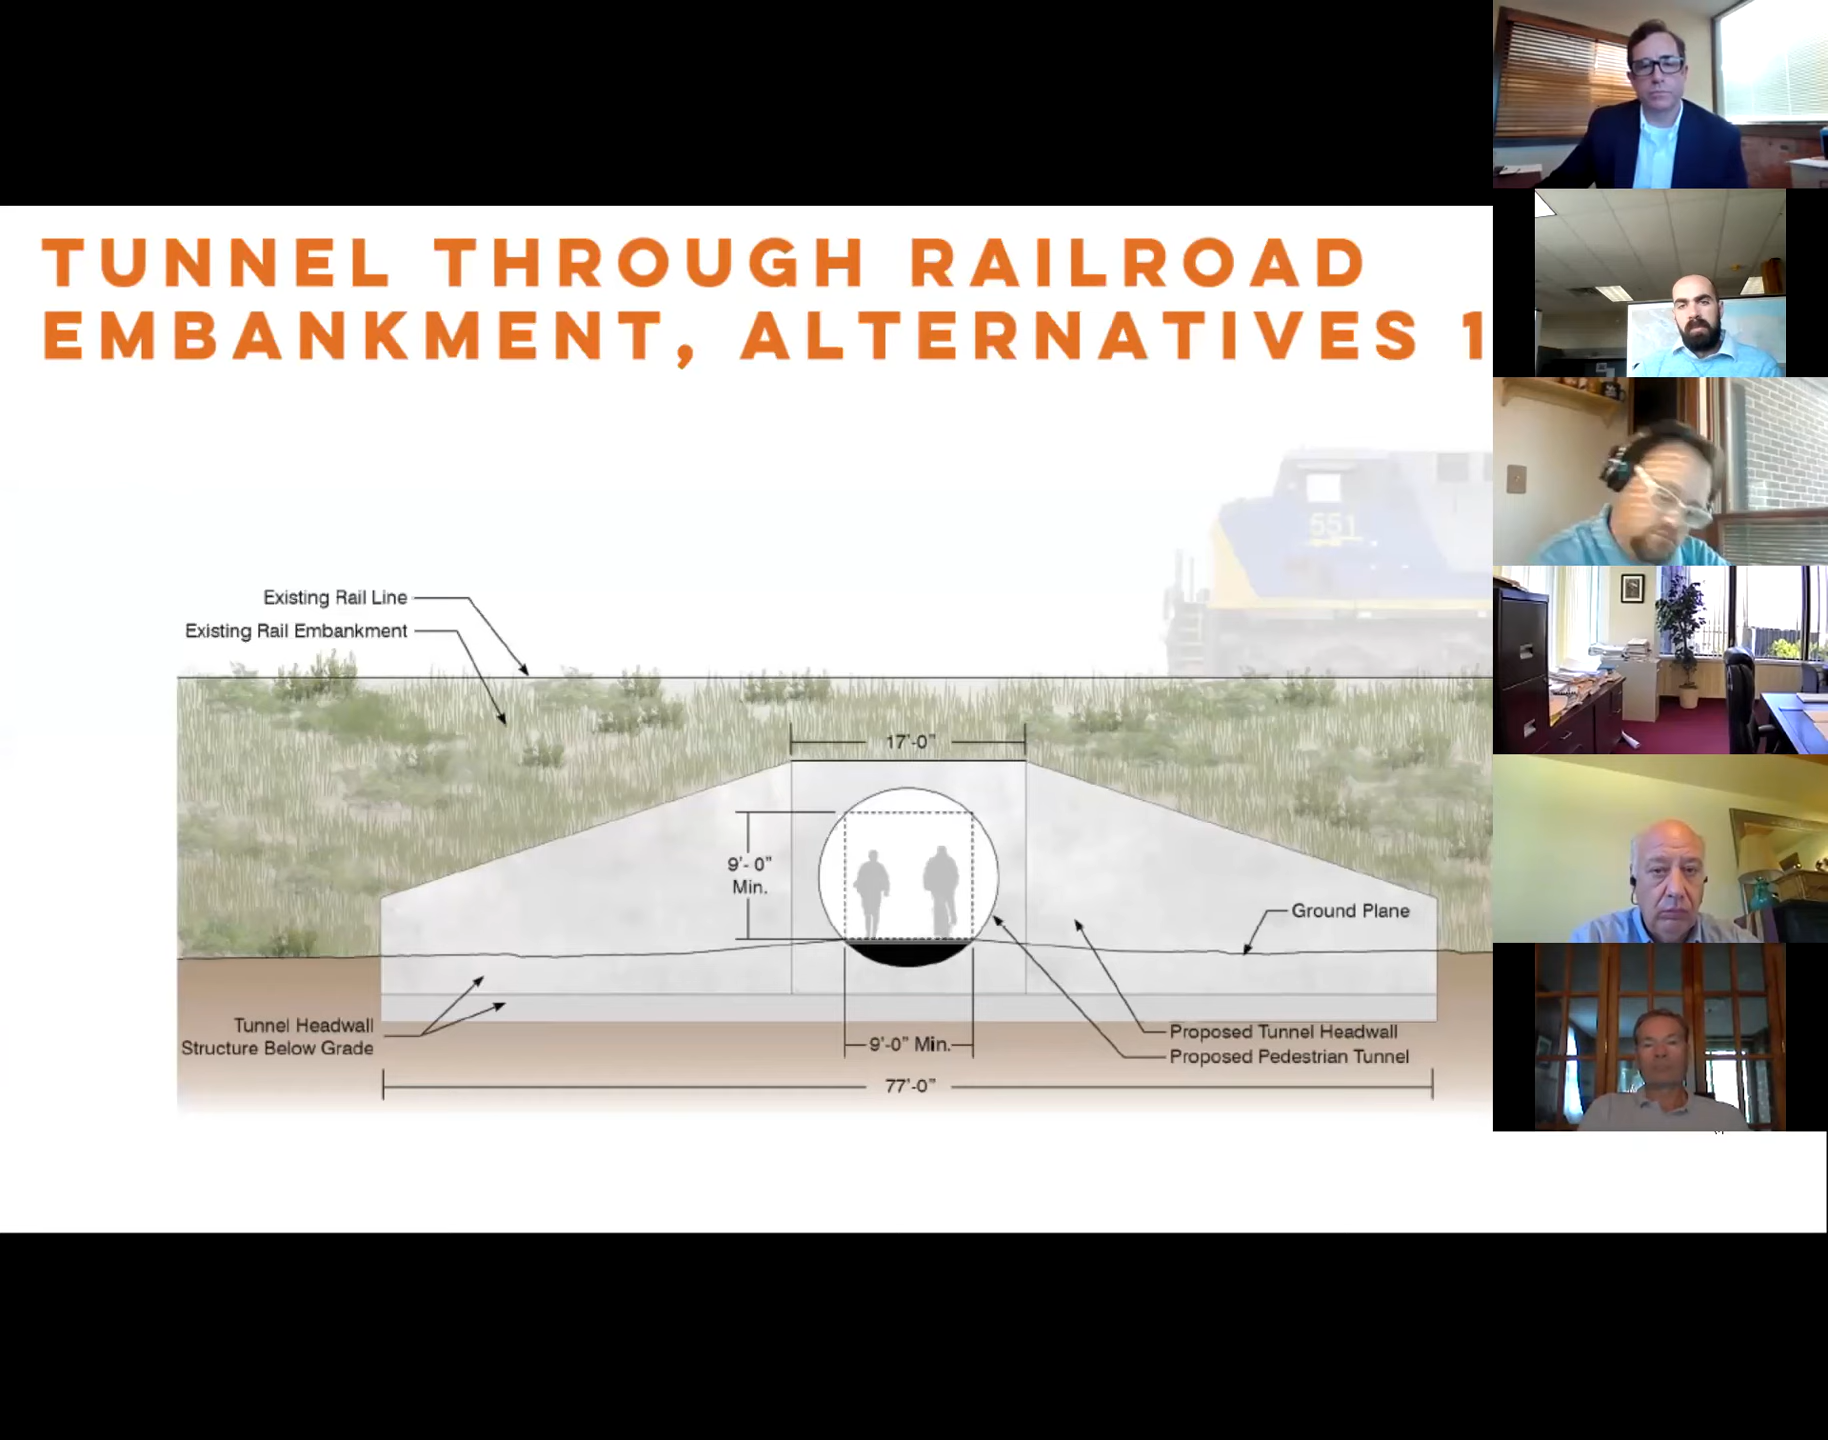 TUNNEL THROUGH RAILROAD
EMBANKMENT, ALTERNATIVES 1
551
Existing Rail Line
Existing Rail Embankment
17'-0"
9'- 0"
Min.
Ground Plane
Tunnel Headwall
Structure Below Grade
Proposed Tunnel Headwall
9'-0" Min.
Proposed Pedestrian Tunnel
77'-0"